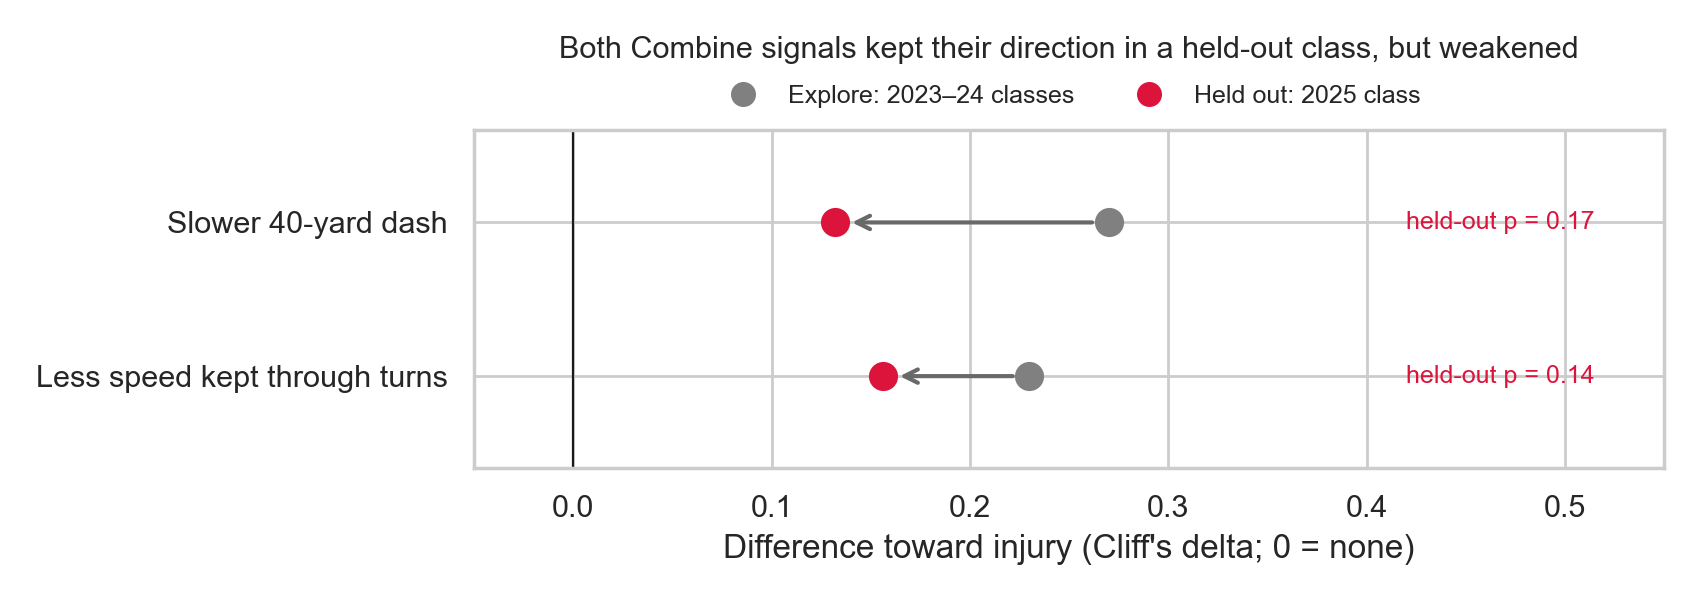 Both Combine signals kept their direction in a held-out class, but weakened
Explore: 2023–24 classes
Held out: 2025 class
Slower 40-yard dash
held-out p = 0.17
Less speed kept through turns
held-out p = 0.14
0.0 0.1 0.2 0.3 0.4 0.5
Difference toward injury (Cliff's delta; 0 = none)